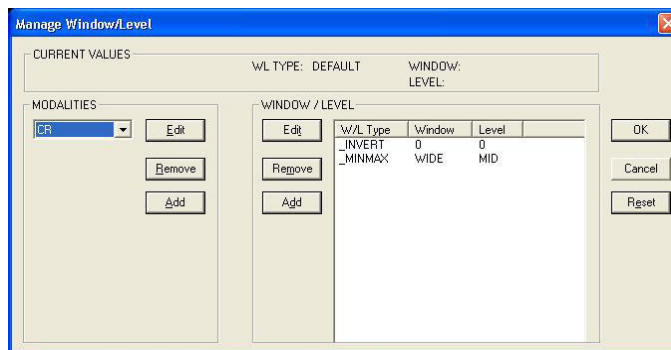 Manage Window/Level
CURRENT VALUES
WL TYPE: DEFAULT WINDOW:
LEVEL:
MODALITIES
CR Edit
Remove
Add
WINDOW / LEVEL
Edit
Remove
Add
W/L Type Window Level
_INVERT 0 0
_MINMAX WIDE MID
OK
Cancel
Reset